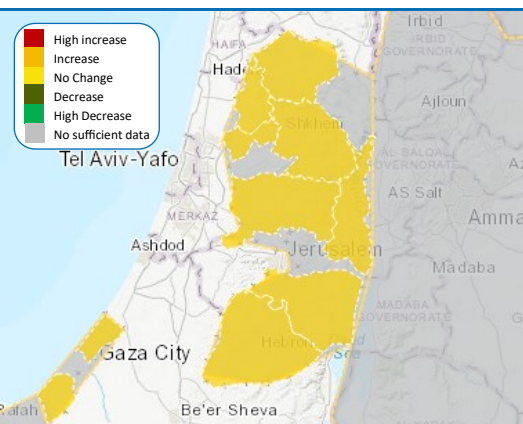 High increase
Increase
No Change
Decrease
High Decrease
No sufficient data
Irbid
HAIFA
IRBID
GOVERNORATE
Hade
Ajloun
Shkhem
Tel Aviv-Yafo
AL BALQA
GOVERNORATE
Az
AS Salt
MERKAZ
Amma
Ashdod
Jerusalem
Madaba
MADABA
GOVERNORATE
G
Hebron
Dead
Sea
Gaza City
Rafah
Be'er Sheva